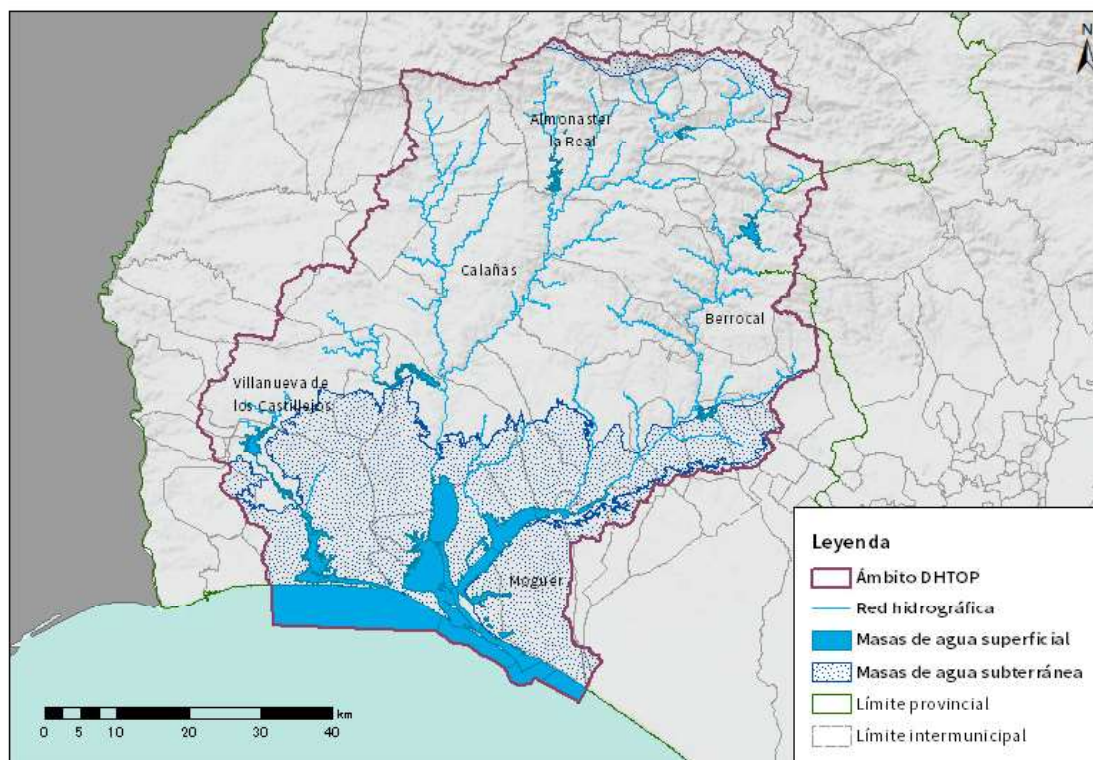 N
Almonaster
la Real
Calañas
Berrocal
Villanueva de
los Castillejos
Moguer
Leyenda
Ámbito DHTOP
Red hidrográfica
Masas de agua superficial
Masas de agua subterránea
Límite provincial
Límite intermunicipal
km
0 5 10 20 30 40